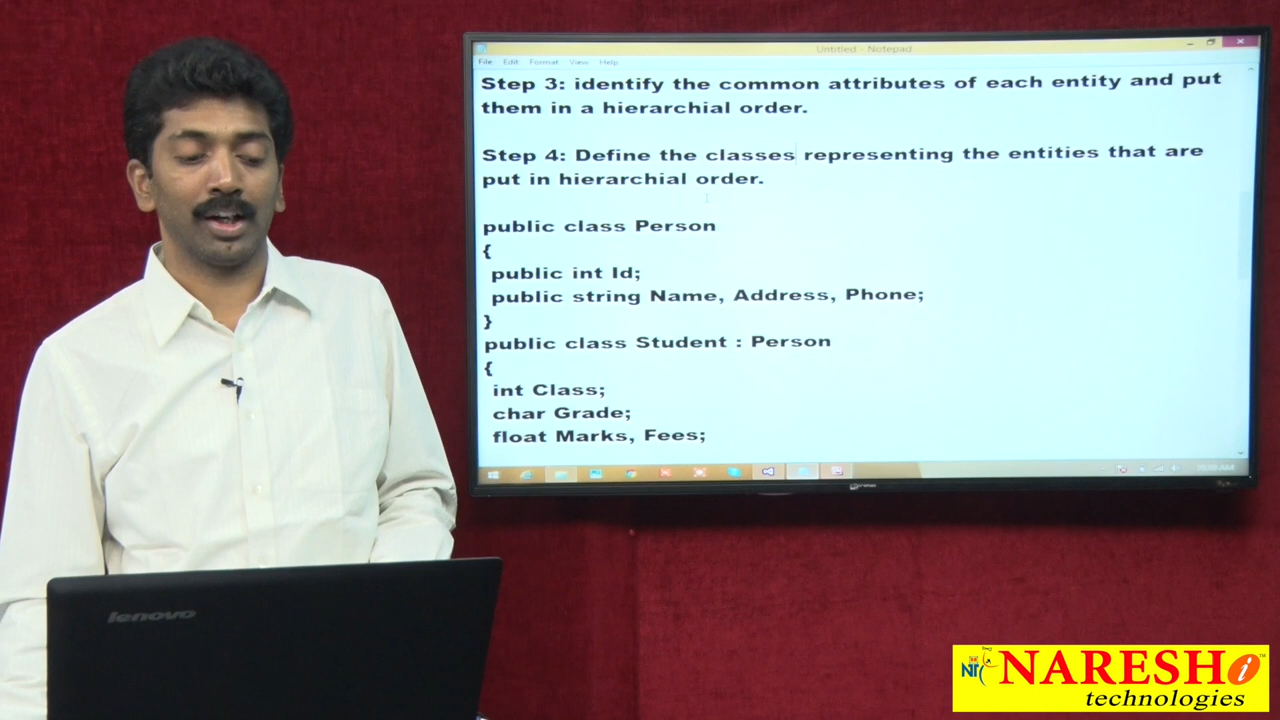 Untitled - Notepad
File Edit Format View Help
Step 3: identify the common attributes of each entity and put
them in a hierarchial order.
Step 4: Define the classes representing the entities that are
put in hierarchial order.
public class Person
{
public int Id;
public string Name, Address, Phone;
}
public class Student : Person
{
int Class;
char Grade;
float Marks, Fees;
lenovo
NT
NARESH i
technologies